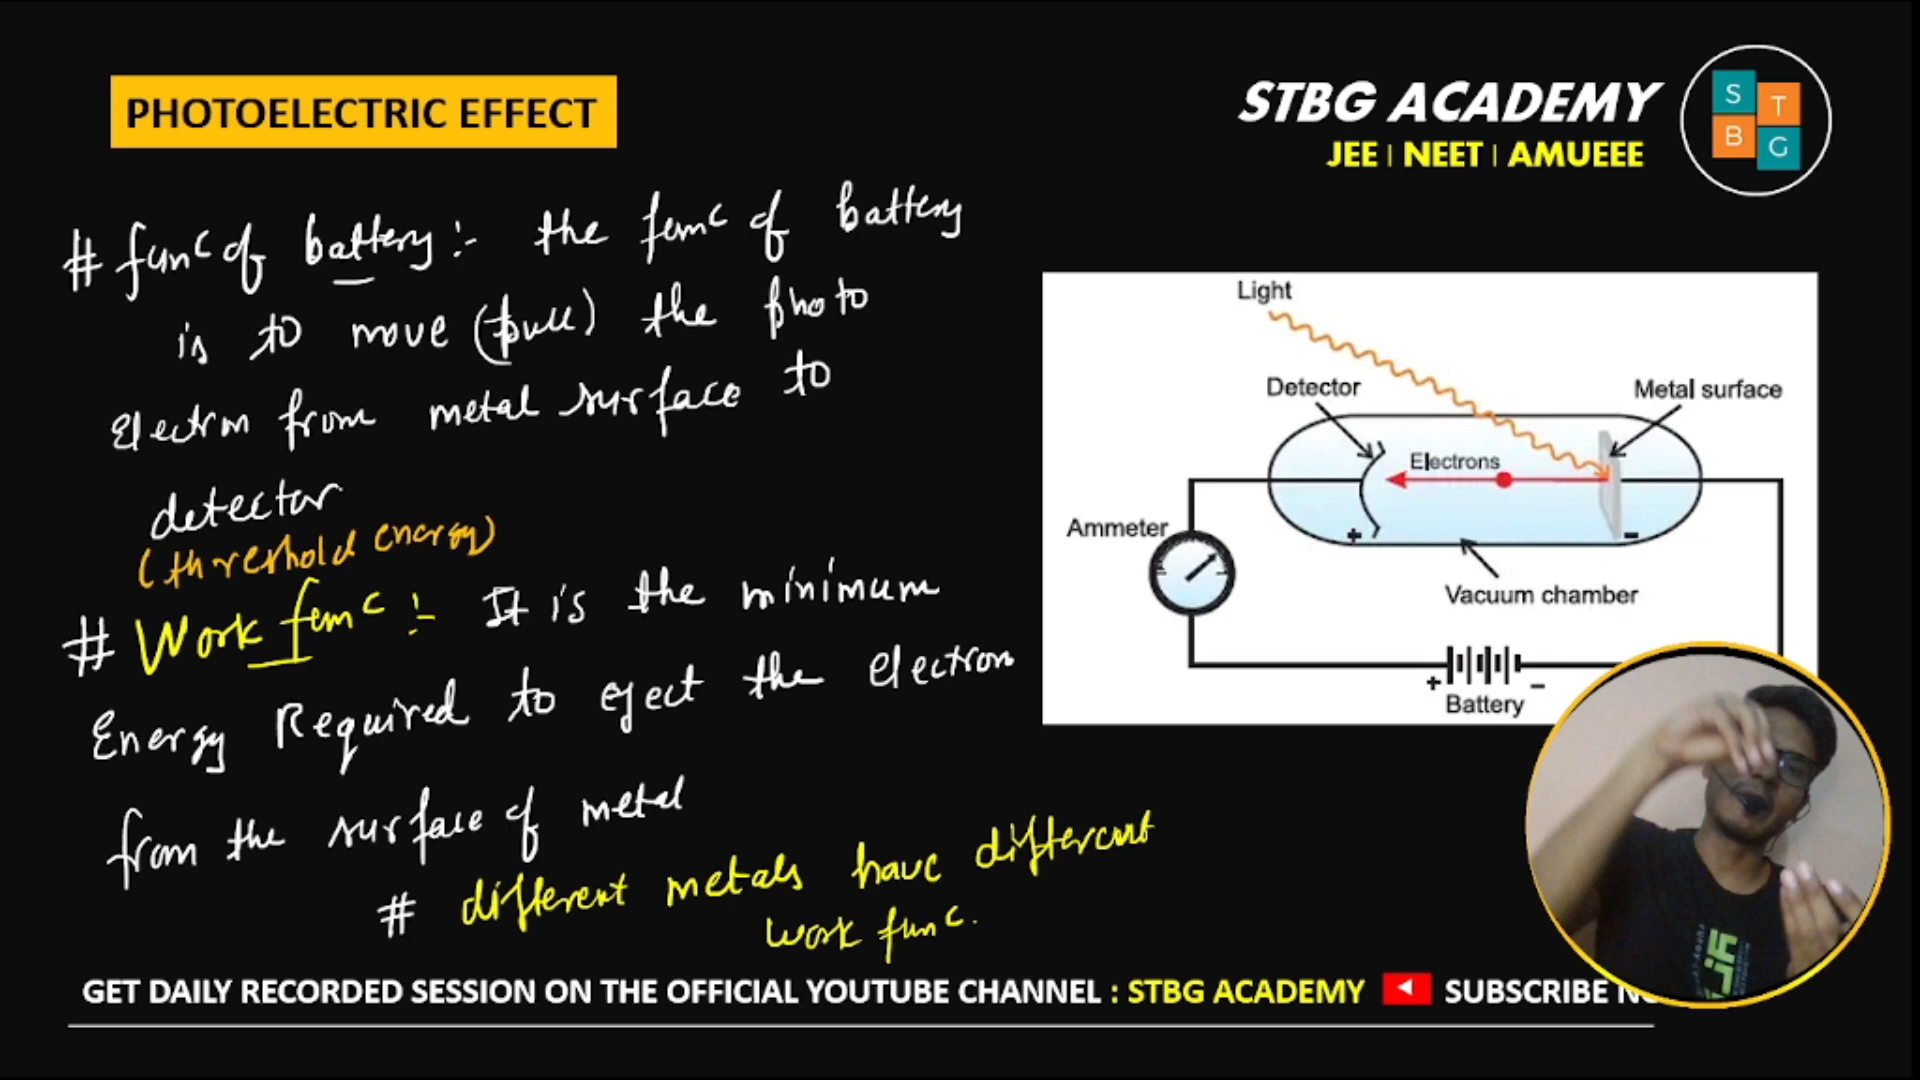 PHOTOELECTRIC EFFECT
STBG ACADEMY
JEE | NEET | AMUEEE
S T
B G
# func of battery :- the func of battery
is to move (pull) the photo
Electron from metal surface to
detector
(threshold energy)
# Work func :- It is the minimum
Energy Required to eject the electron
from the surface of metal
# different metals have different
work func.
Light
Detector
Metal surface
Electrons
Ammeter
+ -
Vacuum chamber
+ -
Battery
GET DAILY RECORDED SESSION ON THE OFFICIAL YOUTUBE CHANNEL : STBG ACADEMY SUBSCRIBE